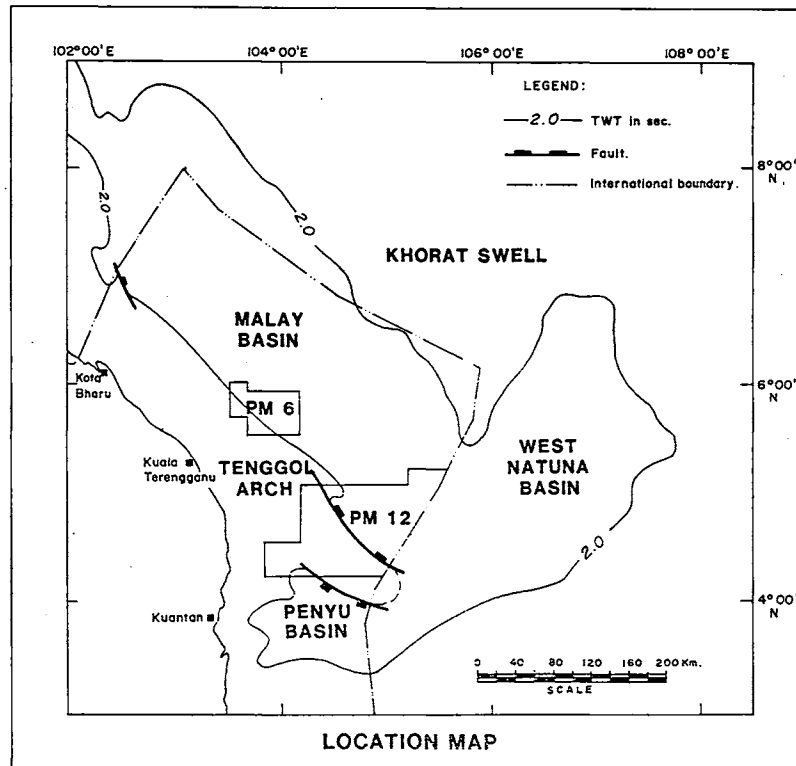 102°00'E 104°00'E 106°00'E 108°00'E
LEGEND:
2.0 TWT in sec.
Fault.
International boundary.
8°00'
N
2.0
2.0
KHORAT SWELL
MALAY
BASIN
Kota
Bharu
PM 6
6°00'
N
WEST
NATUNA
BASIN
Kuala
Terengganu
TENGGOL
ARCH
PM 12
2.0
Kuantan
PENYU
BASIN
4°00'
N
0 40 80 120 160 200 Km.
SCALE
LOCATION MAP